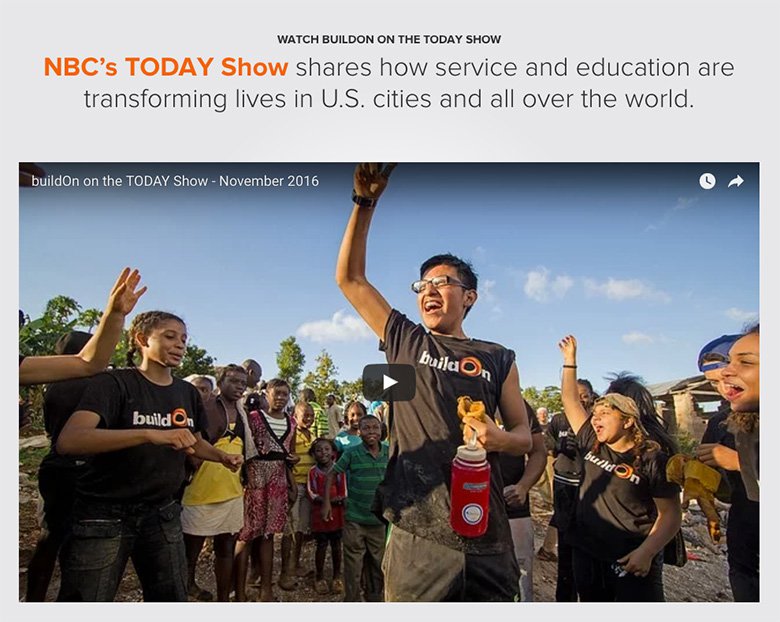 WATCH BUILDON ON THE TODAY SHOW
NBC’s TODAY Show shares how service and education are
transforming lives in U.S. cities and all over the world.
buildOn on the TODAY Show - November 2016
buildOn
buildOn
buildOn